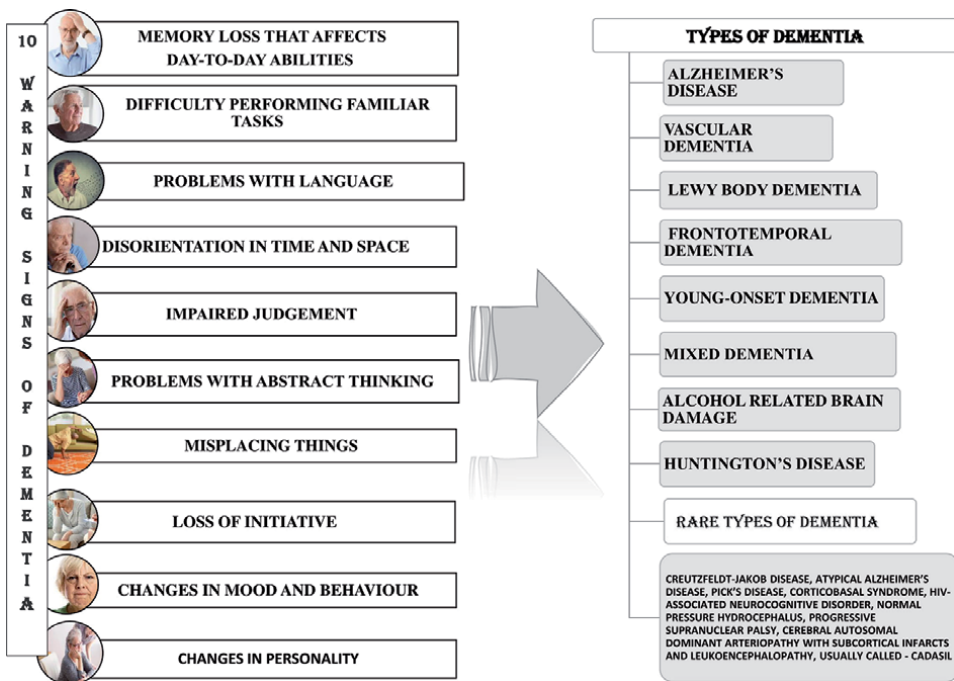 10 WARNING SIGNS OF DEMENTIA
MEMORY LOSS THAT AFFECTS
DAY-TO-DAY ABILITIES
DIFFICULTY PERFORMING FAMILIAR
TASKS
PROBLEMS WITH LANGUAGE
DISORIENTATION IN TIME AND SPACE
IMPAIRED JUDGEMENT
PROBLEMS WITH ABSTRACT THINKING
MISPLACING THINGS
LOSS OF INITIATIVE
CHANGES IN MOOD AND BEHAVIOUR
CHANGES IN PERSONALITY
TYPES OF DEMENTIA
ALZHEIMER'S
DISEASE
VASCULAR
DEMENTIA
LEWY BODY DEMENTIA
FRONTOTEMPORAL
DEMENTIA
YOUNG-ONSET DEMENTIA
MIXED DEMENTIA
ALCOHOL RELATED BRAIN
DAMAGE
HUNTINGTON'S DISEASE
RARE TYPES OF DEMENTIA
CREUTZFELDT-JAKOB DISEASE, ATYPICAL ALZHEIMER'S
DISEASE, PICK'S DISEASE, CORTICOBASAL SYNDROME, HIV-
ASSOCIATED NEUROCOGNITIVE DISORDER, NORMAL
PRESSURE HYDROCEPHALUS, PROGRESSIVE
SUPRANUCLEAR PALSY, CEREBRAL AUTOSOMAL
DOMINANT ARTERIOPATHY WITH SUBCORTICAL INFARCTS
AND LEUKOENCEPHALOPATHY, USUALLY CALLED - CADASIL